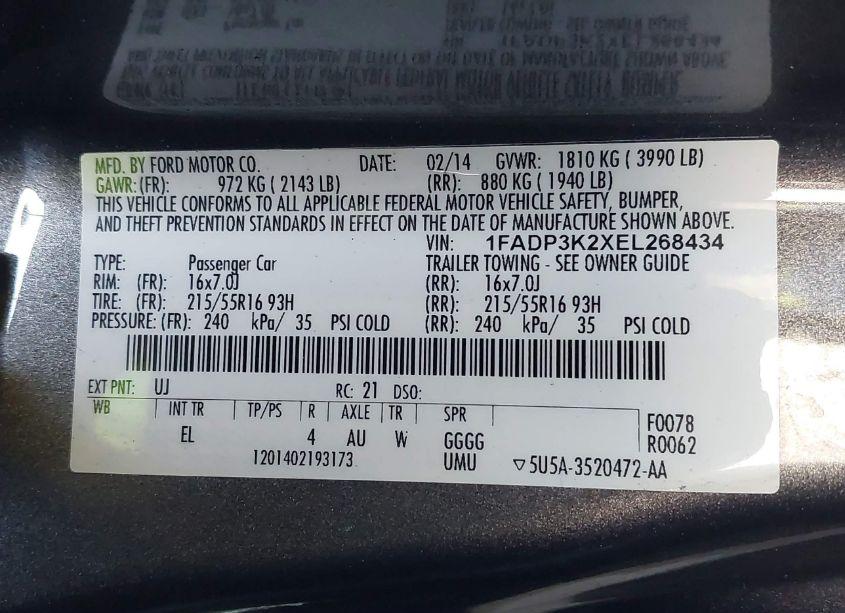 MFD. BY FORD MOTOR CO. DATE: 02/14 GVWR: 1810 KG ( 3990 LB)
GAWR: (FR): 972 KG ( 2143 LB) (RR): 880 KG ( 1940 LB)
THIS VEHICLE CONFORMS TO ALL APPLICABLE FEDERAL MOTOR VEHICLE SAFETY, BUMPER,
AND THEFT PREVENTION STANDARDS IN EFFECT ON THE DATE OF MANUFACTURE SHOWN ABOVE.
VIN: 1FADP3K2XEL268434
TYPE: Passenger Car TRAILER TOWING - SEE OWNER GUIDE
RIM: (FR): 16x7.0J (RR): 16x7.0J
TIRE: (FR): 215/55R16 93H (RR): 215/55R16 93H
PRESSURE: (FR): 240 kPa/ 35 PSI COLD (RR): 240 kPa/ 35 PSI COLD
EXT PNT: UJ RC: 21 DSO:
WB INT TR TP/PS R AXLE TR SPR F0078
EL 4 AU W GGGG R0062
1201402193173 UMU ▽5U5A-3520472-AA